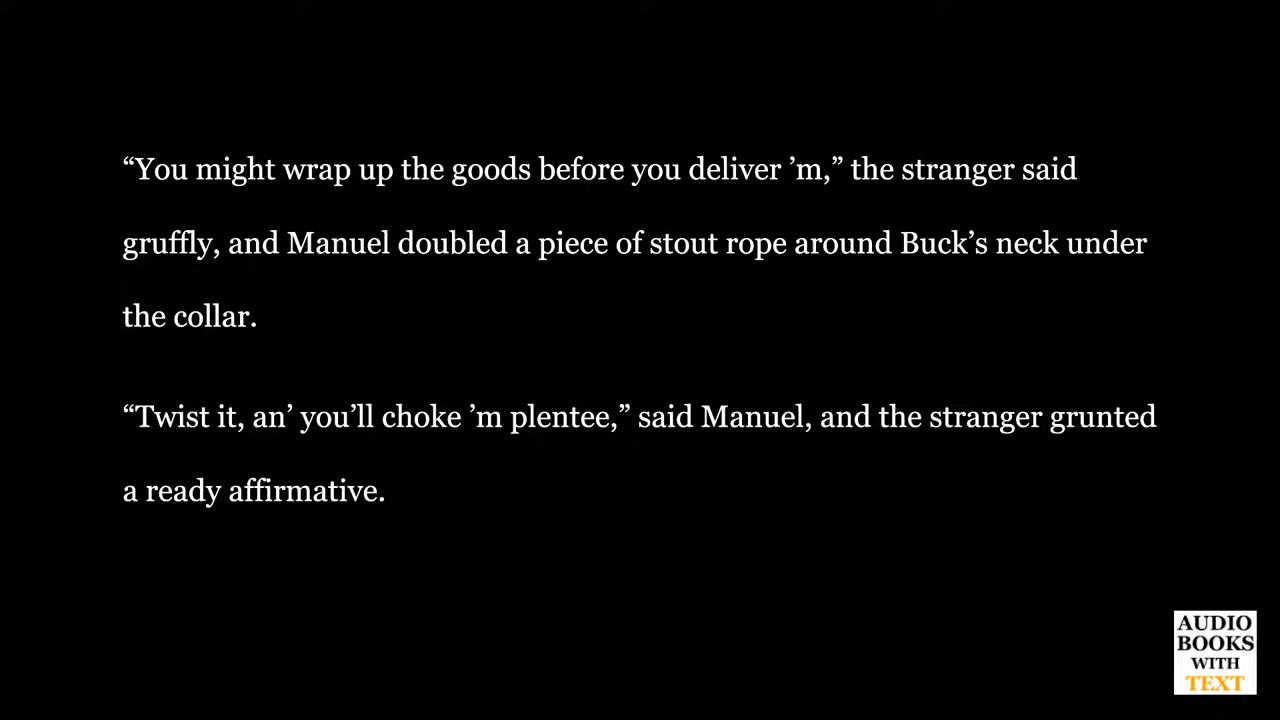 “You might wrap up the goods before you deliver ’m,” the stranger said
gruffly, and Manuel doubled a piece of stout rope around Buck’s neck under
the collar.
“Twist it, an’ you’ll choke ’m plentee,” said Manuel, and the stranger grunted
a ready affirmative.
AUDIO
BOOKS
WITH
TEXT